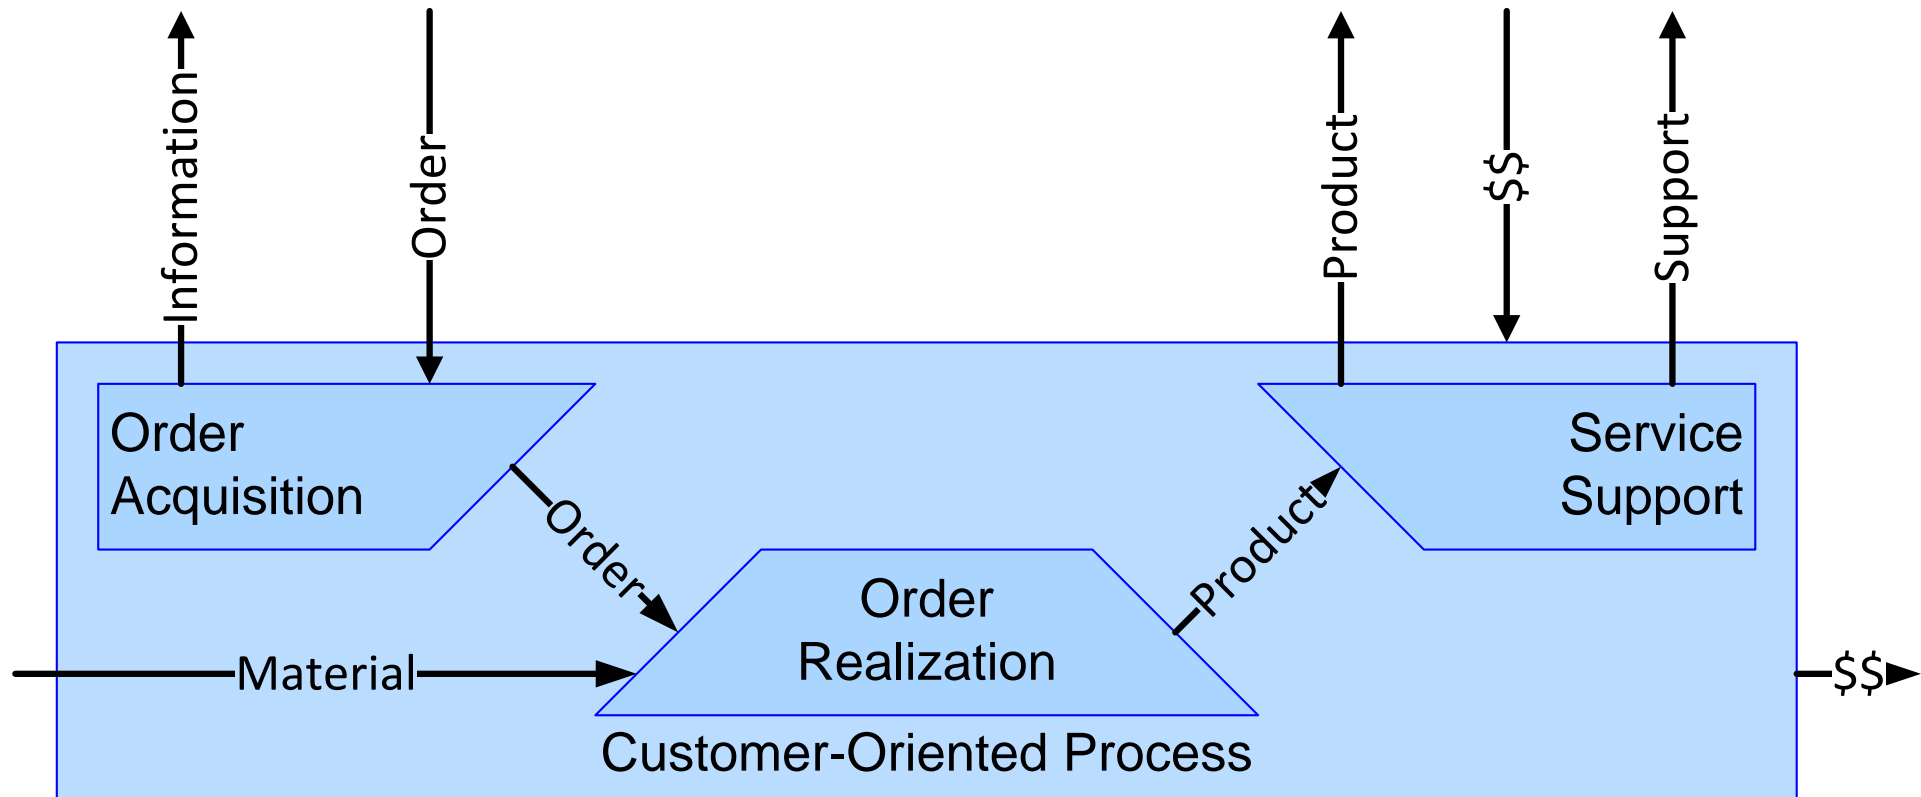 Information
Order
Product
$$
Support
Order
Acquisition
Service
Support
Order
Product
Order
Realization
Material
$$
Customer-Oriented Process